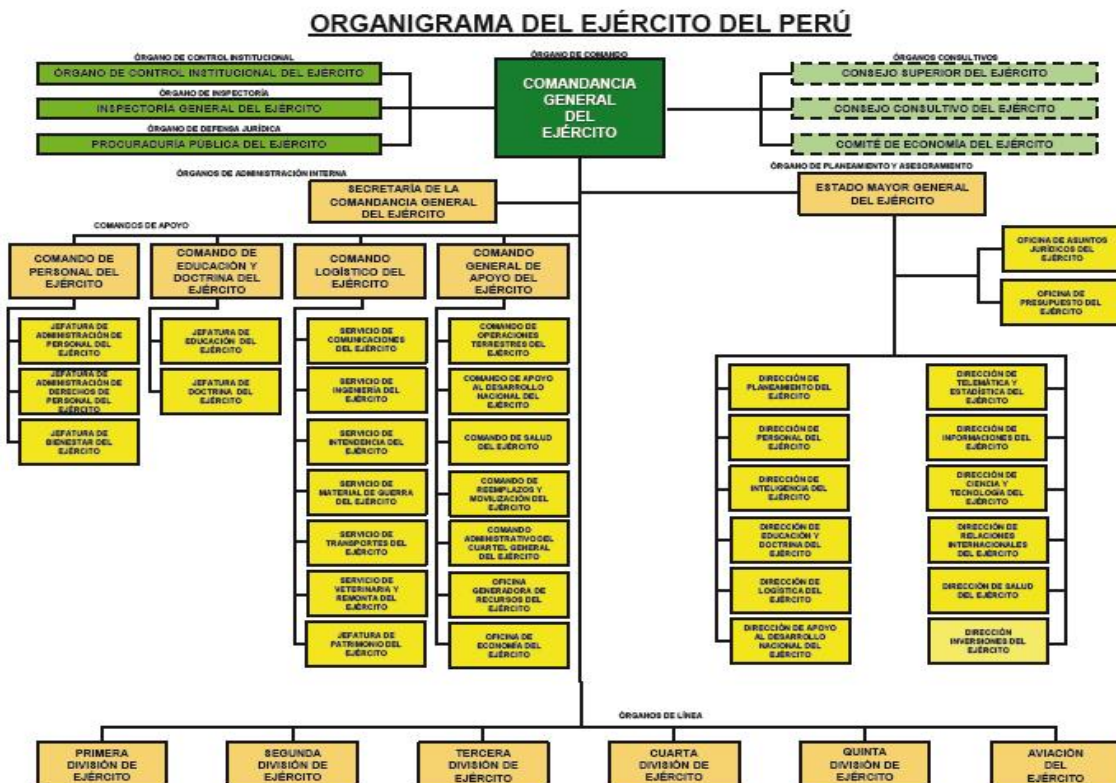 ORGANIGRAMA DEL EJÉRCITO DEL PERÚ
ÓRGANO DE CONTROL INSTITUCIONAL
ÓRGANO DE CONTROL INSTITUCIONAL DEL EJÉRCITO
ÓRGANO DE INSPECTORÍA
INSPECTORÍA GENERAL DEL EJÉRCITO
ÓRGANO DE DEFENSA JURÍDICA
PROCURADURÍA PÚBLICA DEL EJÉRCITO
ÓRGANO DE COMANDO
COMANDANCIA
GENERAL
DEL
EJÉRCITO
ÓRGANOS CONSULTIVOS
CONSEJO SUPERIOR DEL EJÉRCITO
CONSEJO CONSULTIVO DEL EJÉRCITO
COMITÉ DE ECONOMÍA DEL EJÉRCITO
ÓRGANOS DE ADMINISTRACIÓN INTERNA
SECRETARÍA DE LA
COMANDANCIA GENERAL
DEL EJÉRCITO
ÓRGANO DE PLANEAMIENTO Y ASESORAMIENTO
ESTADO MAYOR GENERAL
DEL EJÉRCITO
COMANDOS DE APOYO
COMANDO DE
PERSONAL DEL
EJÉRCITO
JEFATURA DE
ADMINISTRACIÓN DE
PERSONAL DEL
EJÉRCITO
JEFATURA DE
ADMINISTRACIÓN DE
DERECHOS DE
PERSONAL DEL
EJÉRCITO
JEFATURA DE
BIENESTAR DEL
EJÉRCITO
COMANDO DE
EDUCACIÓN Y
DOCTRINA DEL
EJÉRCITO
JEFATURA DE
EDUCACIÓN DEL
EJÉRCITO
JEFATURA DE
DOCTRINA DEL
EJÉRCITO
COMANDO
LOGÍSTICO DEL
EJÉRCITO
SERVICIO DE
COMUNICACIONES
DEL EJÉRCITO
SERVICIO DE
INGENIERÍA DEL
EJÉRCITO
SERVICIO DE
INTENDENCIA DEL
EJÉRCITO
SERVICIO DE
MATERIAL DE GUERRA
DEL EJÉRCITO
SERVICIO DE
TRANSPORTES DEL
EJÉRCITO
SERVICIO DE
VETERINARIA Y
REMONTA DEL
EJÉRCITO
JEFATURA DE
PATRIMONIO DEL
EJÉRCITO
COMANDO
GENERAL DE
APOYO DEL
EJÉRCITO
COMANDO DE
OPERACIONES
TERRESTRES DEL
EJÉRCITO
COMANDO DE APOYO
AL DESARROLLO
NACIONAL DEL
EJÉRCITO
COMANDO DE SALUD
DEL EJÉRCITO
COMANDO DE
REEMPLAZOS Y
MOVILIZACIÓN DEL
EJÉRCITO
COMANDO
ADMINISTRATIVO DEL
CUARTEL GENERAL
DEL EJÉRCITO
OFICINA
GENERADORA DE
RECURSOS DEL
EJÉRCITO
OFICINA DE
ECONOMÍA DEL
EJÉRCITO
OFICINA DE ASUNTOS
JURÍDICOS DEL
EJÉRCITO
OFICINA DE
PRESUPUESTO DEL
EJÉRCITO
DIRECCIÓN DE
PLANEAMIENTO DEL
EJÉRCITO
DIRECCIÓN DE
PERSONAL DEL
EJÉRCITO
DIRECCIÓN DE
INTELIGENCIA DEL
EJÉRCITO
DIRECCIÓN DE
EDUCACIÓN Y
DOCTRINA DEL
EJÉRCITO
DIRECCIÓN DE
LOGÍSTICA DEL
EJÉRCITO
DIRECCIÓN DE APOYO
AL DESARROLLO
NACIONAL DEL
EJÉRCITO
DIRECCIÓN DE
TELEMÁTICA Y
ESTADÍSTICA DEL
EJÉRCITO
DIRECCIÓN DE
INFORMACIONES DEL
EJÉRCITO
DIRECCIÓN DE
CIENCIA Y
TECNOLOGÍA DEL
EJÉRCITO
DIRECCIÓN DE
RELACIONES
INTERNACIONALES
DEL EJÉRCITO
DIRECCIÓN DE SALUD
DEL EJÉRCITO
DIRECCIÓN
INVERSIONES DEL
EJÉRCITO
ÓRGANOS DE LÍNEA
PRIMERA
DIVISIÓN DE
EJÉRCITO
SEGUNDA
DIVISIÓN DE
EJÉRCITO
TERCERA
DIVISIÓN DE
EJÉRCITO
CUARTA
DIVISIÓN DE
EJÉRCITO
QUINTA
DIVISIÓN DE
EJÉRCITO
AVIACIÓN
DEL
EJÉRCITO